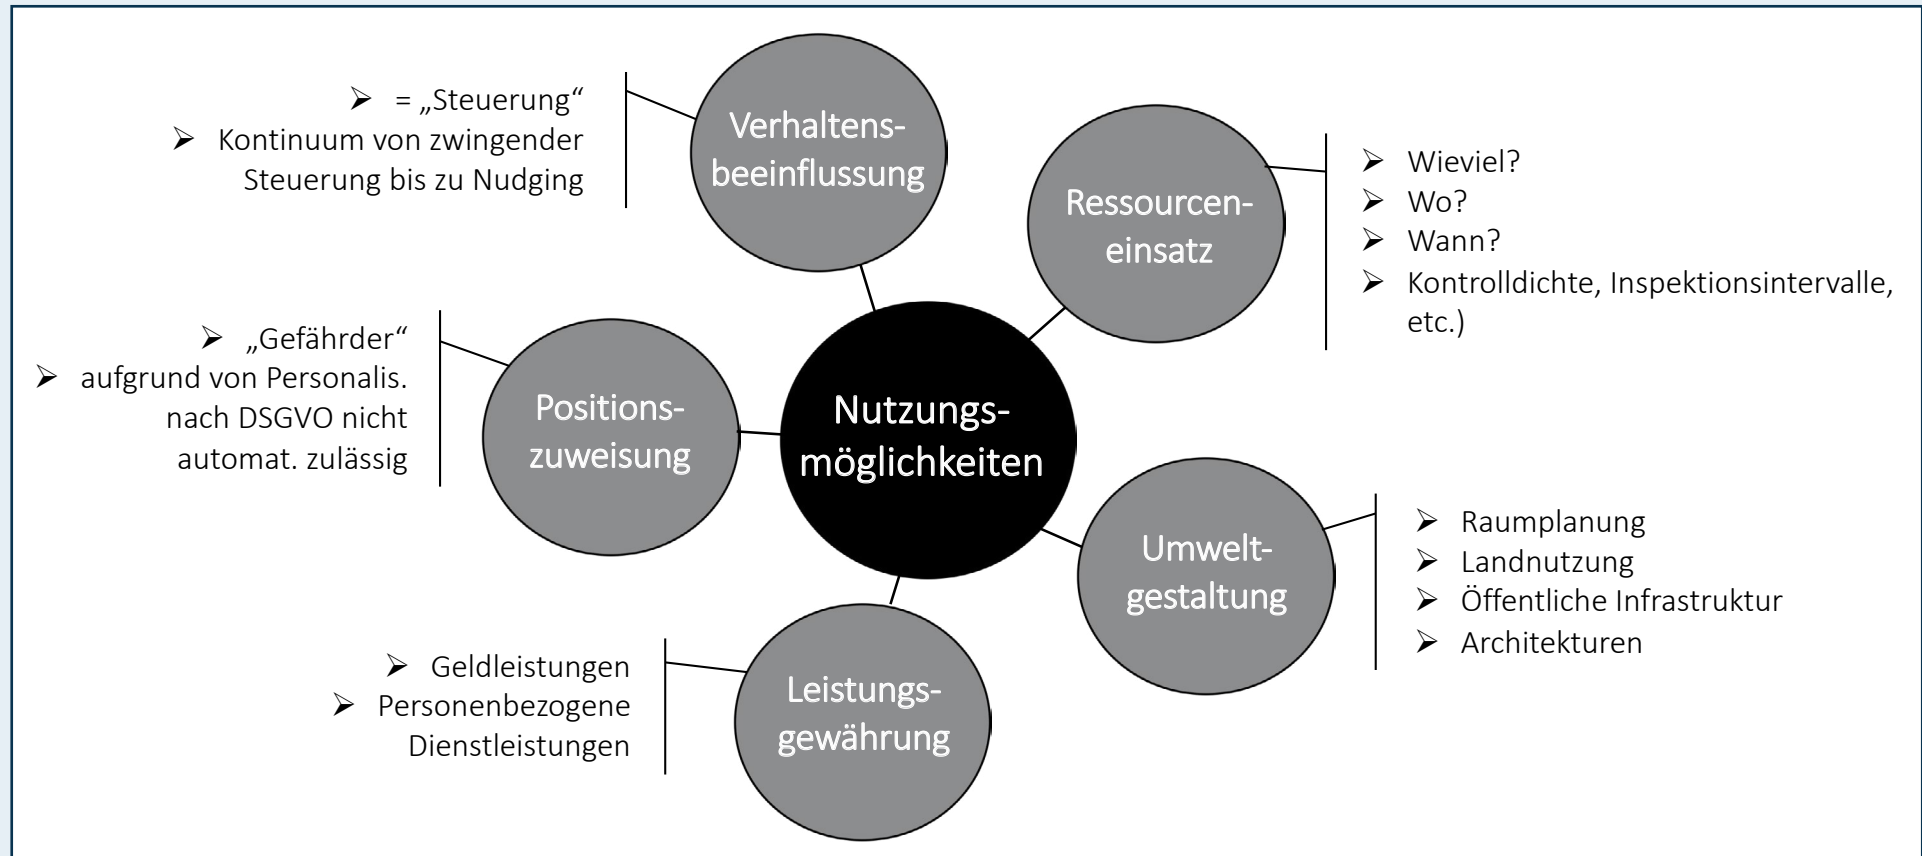 Nutzungs-
möglichkeiten
Verhaltens-
beeinflussung
➢ = „Steuerung“
➢ Kontinuum von zwingender
Steuerung bis zu Nudging
Ressourcen-
einsatz
➢ Wieviel?
➢ Wo?
➢ Wann?
➢ Kontrolldichte, Inspektionsintervalle,
etc.)
Positions-
zuweisung
➢ „Gefährder“
➢ aufgrund von Personalis.
nach DSGVO nicht
automat. zulässig
Umwelt-
gestaltung
➢ Raumplanung
➢ Landnutzung
➢ Öffentliche Infrastruktur
➢ Architekturen
Leistungs-
gewährung
➢ Geldleistungen
➢ Personenbezogene
Dienstleistungen